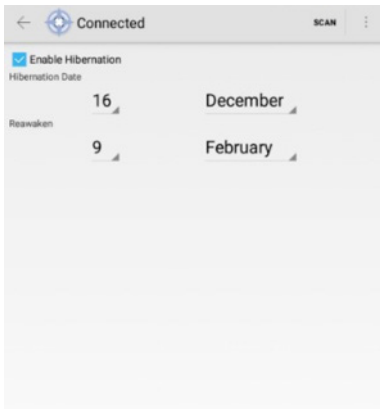 Connected SCAN
Enable Hibernation
Hibernation Date
16 December
Reawaken
9 February